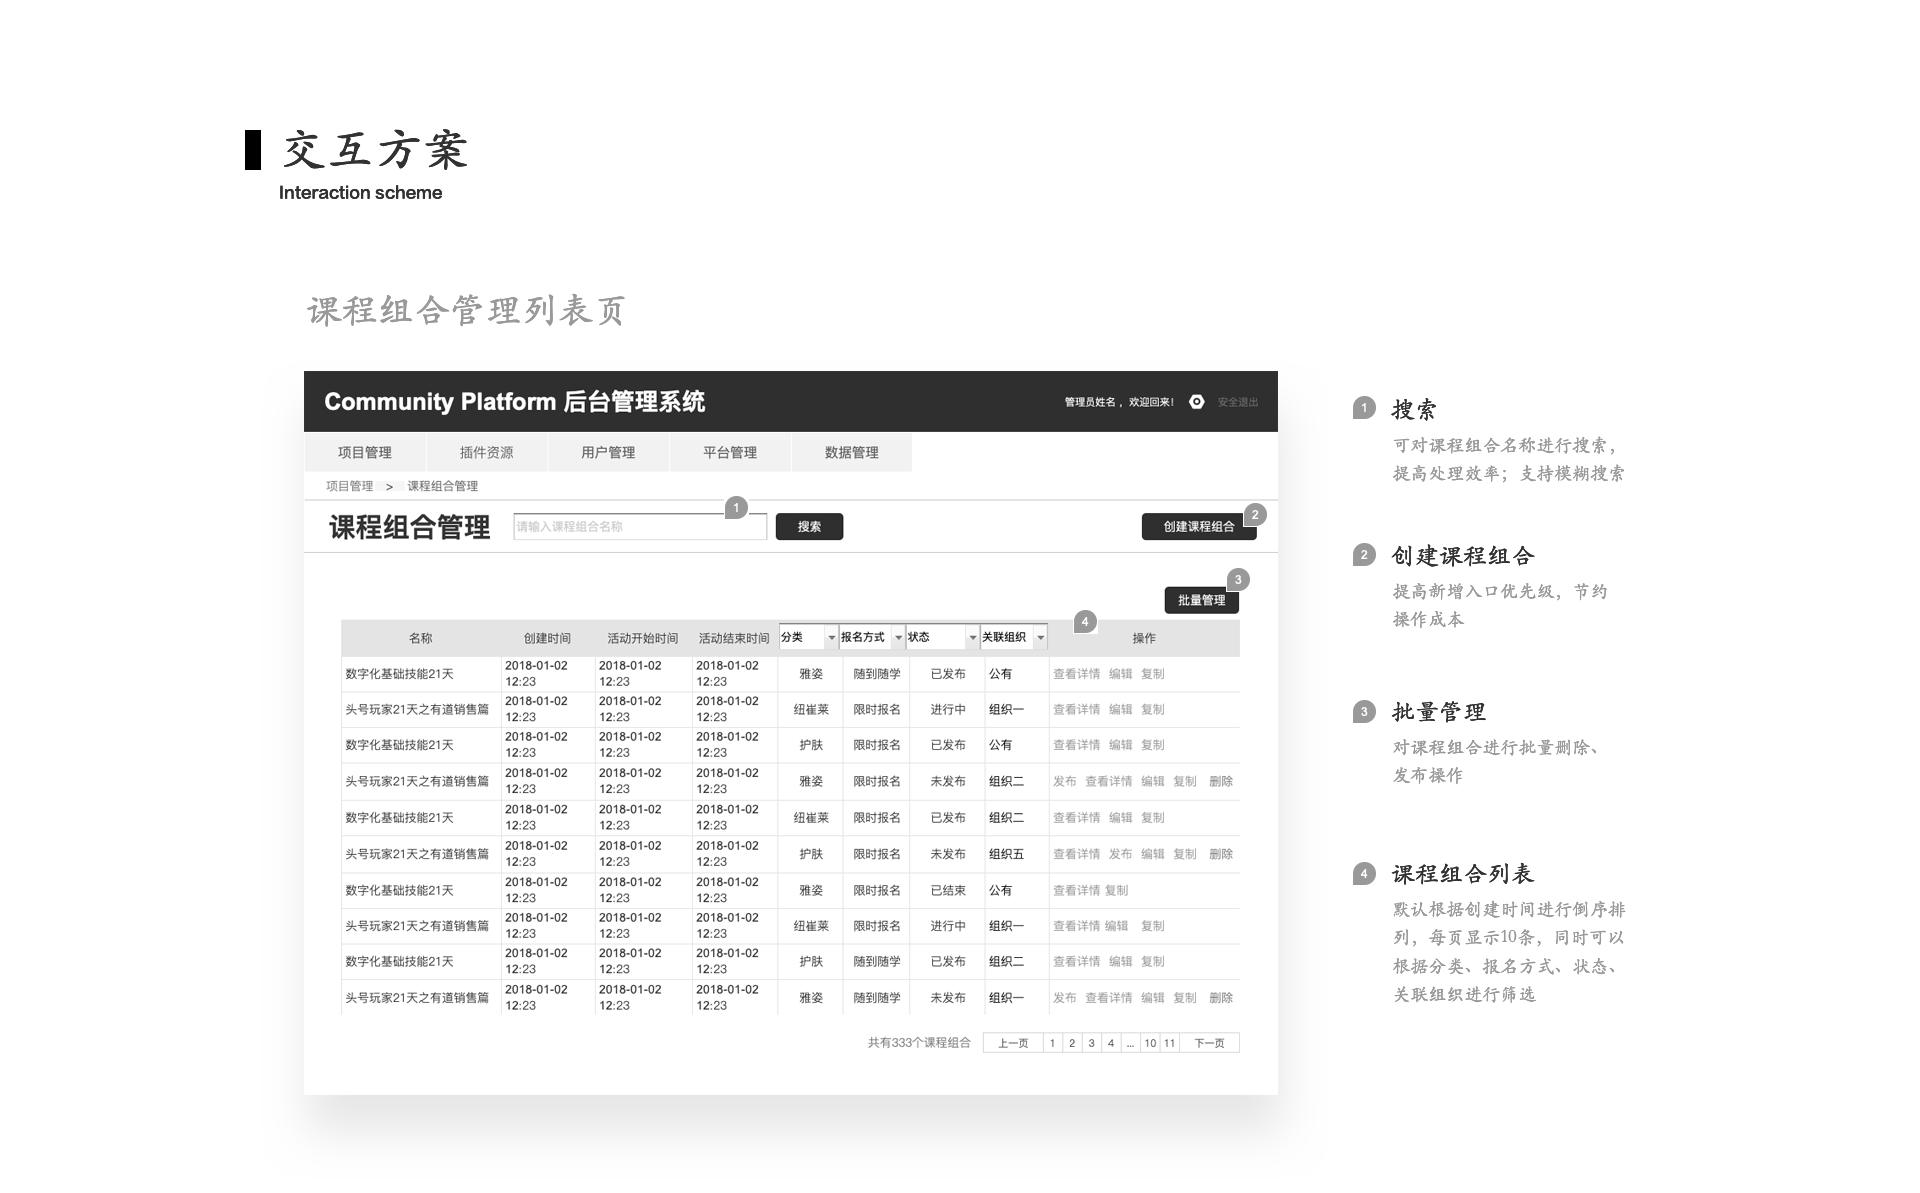 交互方案
Interaction scheme
课程组合管理列表页
Community Platform 后台管理系统
管理员姓名，欢迎回来！ 安全退出
项目管理 插件资源 用户管理 平台管理 数据管理
项目管理 > 课程组合管理
课程组合管理 请输入课程组合名称 1 搜索 创建课程组合 2
批量管理 3
名称 创建时间 活动开始时间 活动结束时间 分类 报名方式 状态 关联组织 4 操作
数字化基础技能21天 2018-01-02 12:23 2018-01-02 12:23 2018-01-02 12:23 雅姿 随到随学 已发布 公有 查看详情 编辑 复制
头号玩家21天之有道销售篇 2018-01-02 12:23 2018-01-02 12:23 2018-01-02 12:23 纽崔莱 限时报名 进行中 组织一 查看详情 编辑 复制
数字化基础技能21天 2018-01-02 12:23 2018-01-02 12:23 2018-01-02 12:23 护肤 限时报名 已发布 公有 查看详情 编辑 复制
头号玩家21天之有道销售篇 2018-01-02 12:23 2018-01-02 12:23 2018-01-02 12:23 雅姿 限时报名 未发布 组织二 发布 查看详情 编辑 复制 删除
数字化基础技能21天 2018-01-02 12:23 2018-01-02 12:23 2018-01-02 12:23 纽崔莱 限时报名 已发布 组织二 查看详情 编辑 复制
头号玩家21天之有道销售篇 2018-01-02 12:23 2018-01-02 12:23 2018-01-02 12:23 护肤 限时报名 未发布 组织五 查看详情 发布 编辑 复制 删除
数字化基础技能21天 2018-01-02 12:23 2018-01-02 12:23 2018-01-02 12:23 雅姿 限时报名 已结束 公有 查看详情 复制
头号玩家21天之有道销售篇 2018-01-02 12:23 2018-01-02 12:23 2018-01-02 12:23 纽崔莱 限时报名 进行中 组织一 查看详情 编辑 复制
数字化基础技能21天 2018-01-02 12:23 2018-01-02 12:23 2018-01-02 12:23 护肤 随到随学 已发布 组织二 查看详情 编辑 复制
头号玩家21天之有道销售篇 2018-01-02 12:23 2018-01-02 12:23 2018-01-02 12:23 雅姿 随到随学 未发布 组织一 发布 查看详情 编辑 复制 删除
共有333个课程组合 上一页 1 2 3 4 ... 10 11 下一页
1 搜索
可对课程组合名称进行搜索，
提高处理效率；支持模糊搜索
2 创建课程组合
提高新增入口优先级，节约
操作成本
3 批量管理
对课程组合进行批量删除、
发布操作
4 课程组合列表
默认根据创建时间进行倒序排
列，每页显示10条，同时可以
根据分类、报名方式、状态、
关联组织进行筛选